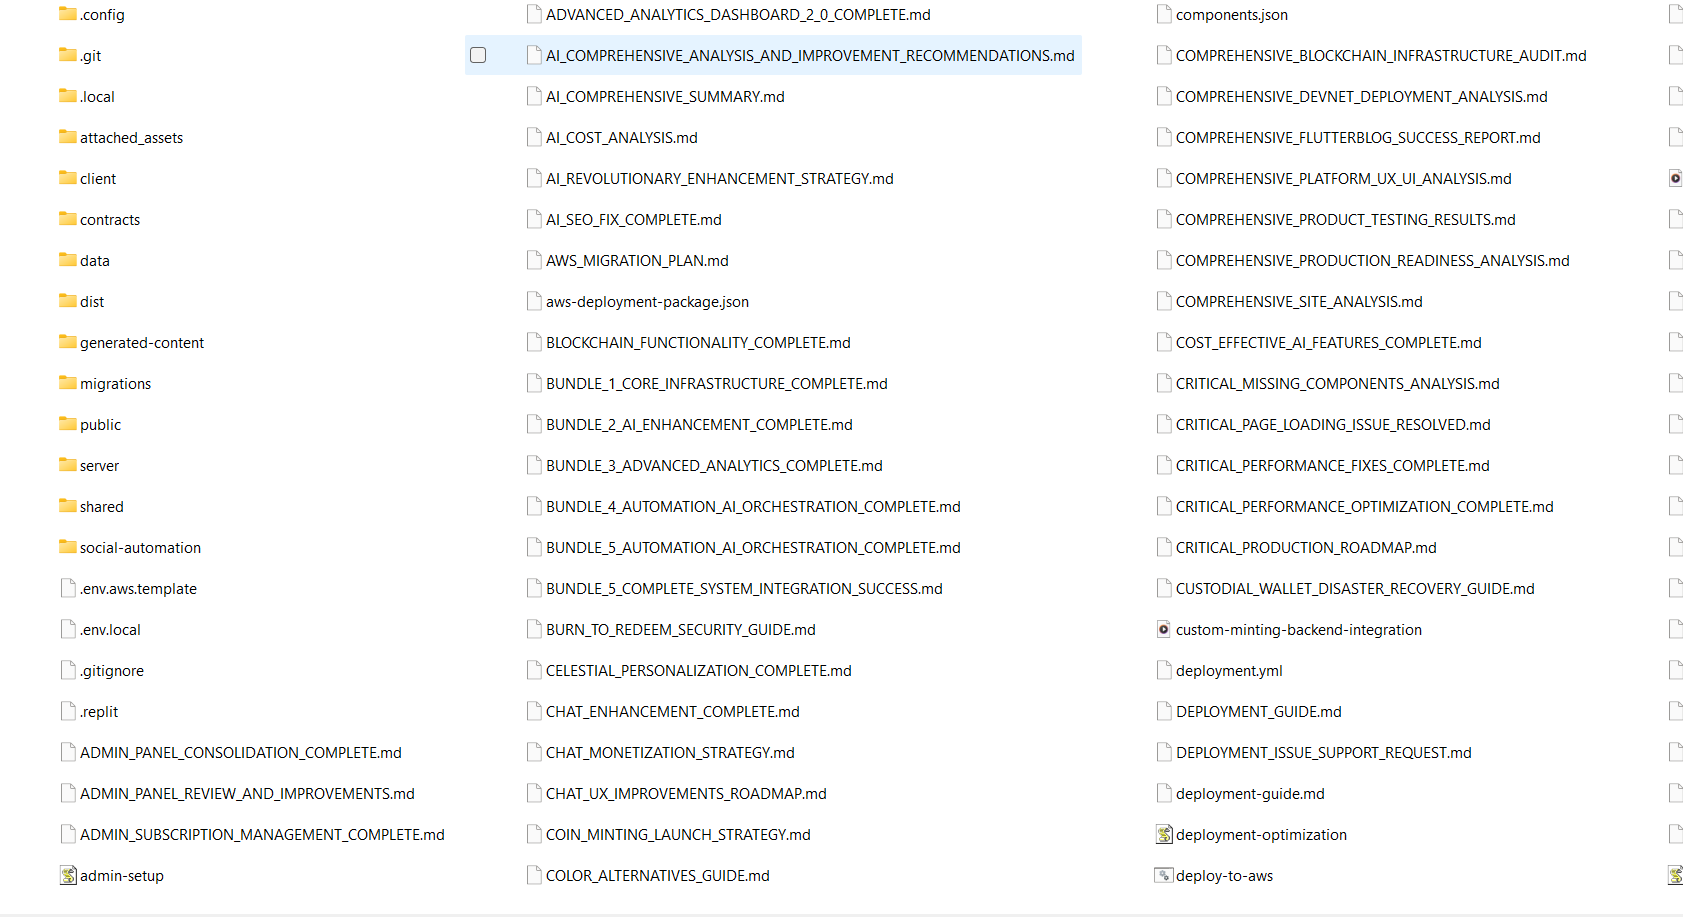 .config
.git
.local
attached_assets
client
contracts
data
dist
generated-content
migrations
public
server
shared
social-automation
.env.aws.template
.env.local
.gitignore
.replit
ADMIN_PANEL_CONSOLIDATION_COMPLETE.md
ADMIN_PANEL_REVIEW_AND_IMPROVEMENTS.md
ADMIN_SUBSCRIPTION_MANAGEMENT_COMPLETE.md
admin-setup
ADVANCED_ANALYTICS_DASHBOARD_2_0_COMPLETE.md
AI_COMPREHENSIVE_ANALYSIS_AND_IMPROVEMENT_RECOMMENDATIONS.md
AI_COMPREHENSIVE_SUMMARY.md
AI_COST_ANALYSIS.md
AI_REVOLUTIONARY_ENHANCEMENT_STRATEGY.md
AI_SEO_FIX_COMPLETE.md
AWS_MIGRATION_PLAN.md
aws-deployment-package.json
BLOCKCHAIN_FUNCTIONALITY_COMPLETE.md
BUNDLE_1_CORE_INFRASTRUCTURE_COMPLETE.md
BUNDLE_2_AI_ENHANCEMENT_COMPLETE.md
BUNDLE_3_ADVANCED_ANALYTICS_COMPLETE.md
BUNDLE_4_AUTOMATION_AI_ORCHESTRATION_COMPLETE.md
BUNDLE_5_AUTOMATION_AI_ORCHESTRATION_COMPLETE.md
BUNDLE_5_COMPLETE_SYSTEM_INTEGRATION_SUCCESS.md
BURN_TO_REDEEM_SECURITY_GUIDE.md
CELESTIAL_PERSONALIZATION_COMPLETE.md
CHAT_ENHANCEMENT_COMPLETE.md
CHAT_MONETIZATION_STRATEGY.md
CHAT_UX_IMPROVEMENTS_ROADMAP.md
COIN_MINTING_LAUNCH_STRATEGY.md
COLOR_ALTERNATIVES_GUIDE.md
components.json
COMPREHENSIVE_BLOCKCHAIN_INFRASTRUCTURE_AUDIT.md
COMPREHENSIVE_DEVNET_DEPLOYMENT_ANALYSIS.md
COMPREHENSIVE_FLUTTERBLOG_SUCCESS_REPORT.md
COMPREHENSIVE_PLATFORM_UX_UI_ANALYSIS.md
COMPREHENSIVE_PRODUCT_TESTING_RESULTS.md
COMPREHENSIVE_PRODUCTION_READINESS_ANALYSIS.md
COMPREHENSIVE_SITE_ANALYSIS.md
COST_EFFECTIVE_AI_FEATURES_COMPLETE.md
CRITICAL_MISSING_COMPONENTS_ANALYSIS.md
CRITICAL_PAGE_LOADING_ISSUE_RESOLVED.md
CRITICAL_PERFORMANCE_FIXES_COMPLETE.md
CRITICAL_PERFORMANCE_OPTIMIZATION_COMPLETE.md
CRITICAL_PRODUCTION_ROADMAP.md
CUSTODIAL_WALLET_DISASTER_RECOVERY_GUIDE.md
custom-minting-backend-integration
deployment.yml
DEPLOYMENT_GUIDE.md
DEPLOYMENT_ISSUE_SUPPORT_REQUEST.md
deployment-guide.md
deployment-optimization
deploy-to-aws